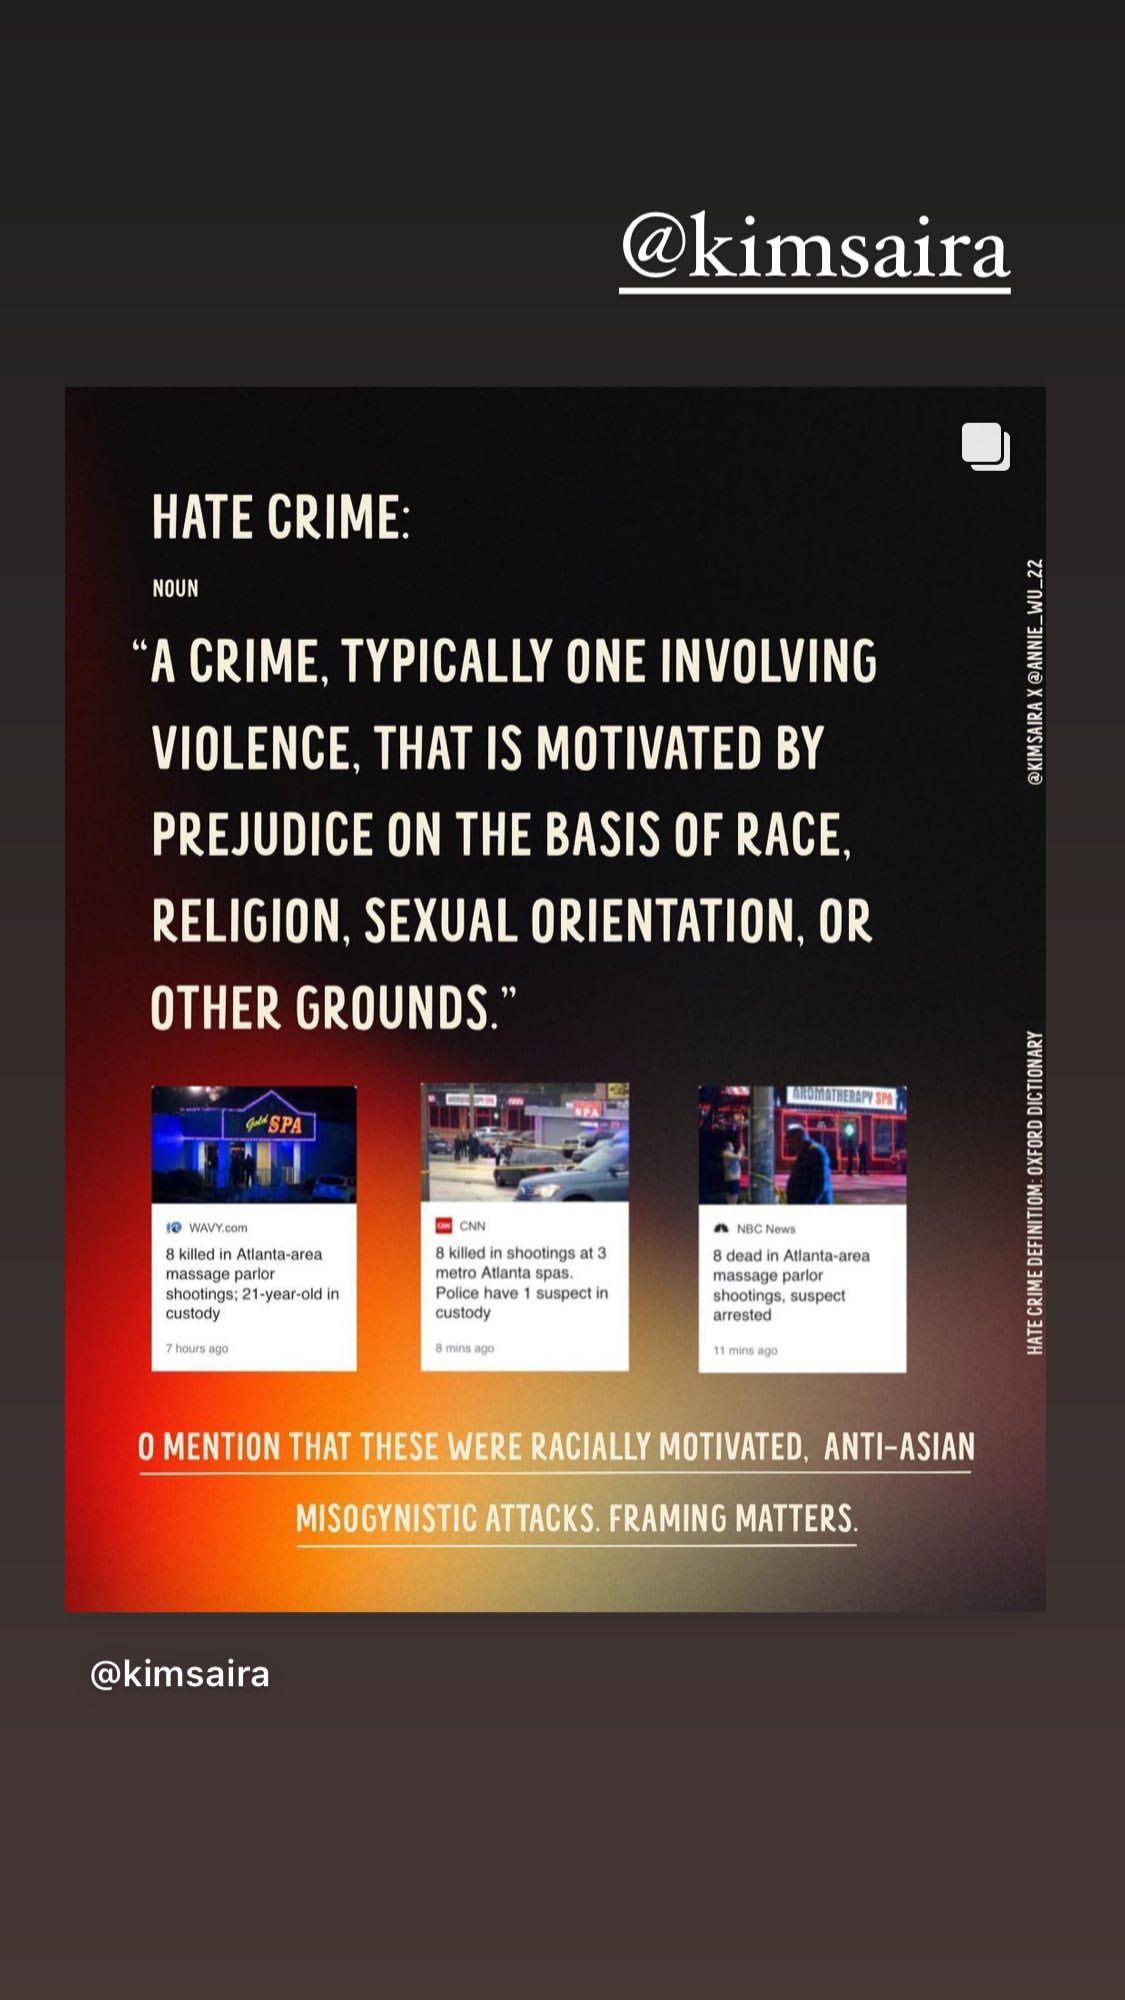 @kimsaira
HATE CRIME:
NOUN
“A CRIME, TYPICALLY ONE INVOLVING
VIOLENCE, THAT IS MOTIVATED BY
PREJUDICE ON THE BASIS OF RACE,
RELIGION, SEXUAL ORIENTATION, OR
OTHER GROUNDS.”
@KIMSAIRA X @ANNIE_WU_22
HATE CRIME DEFINITIOM: OXFORD DICTIONARY
Gold SPA
WAVY.com
8 killed in Atlanta-area
massage parlor
shootings; 21-year-old in
custody
7 hours ago
SPA
CNN
CNN
8 killed in shootings at 3
metro Atlanta spas.
Police have 1 suspect in
custody
8 mins ago
AROMATHERAPY SPA
NBC News
8 dead in Atlanta-area
massage parlor
shootings, suspect
arrested
11 mins ago
0 MENTION THAT THESE WERE RACIALLY MOTIVATED, ANTI-ASIAN
MISOGYNISTIC ATTACKS. FRAMING MATTERS.
@kimsaira